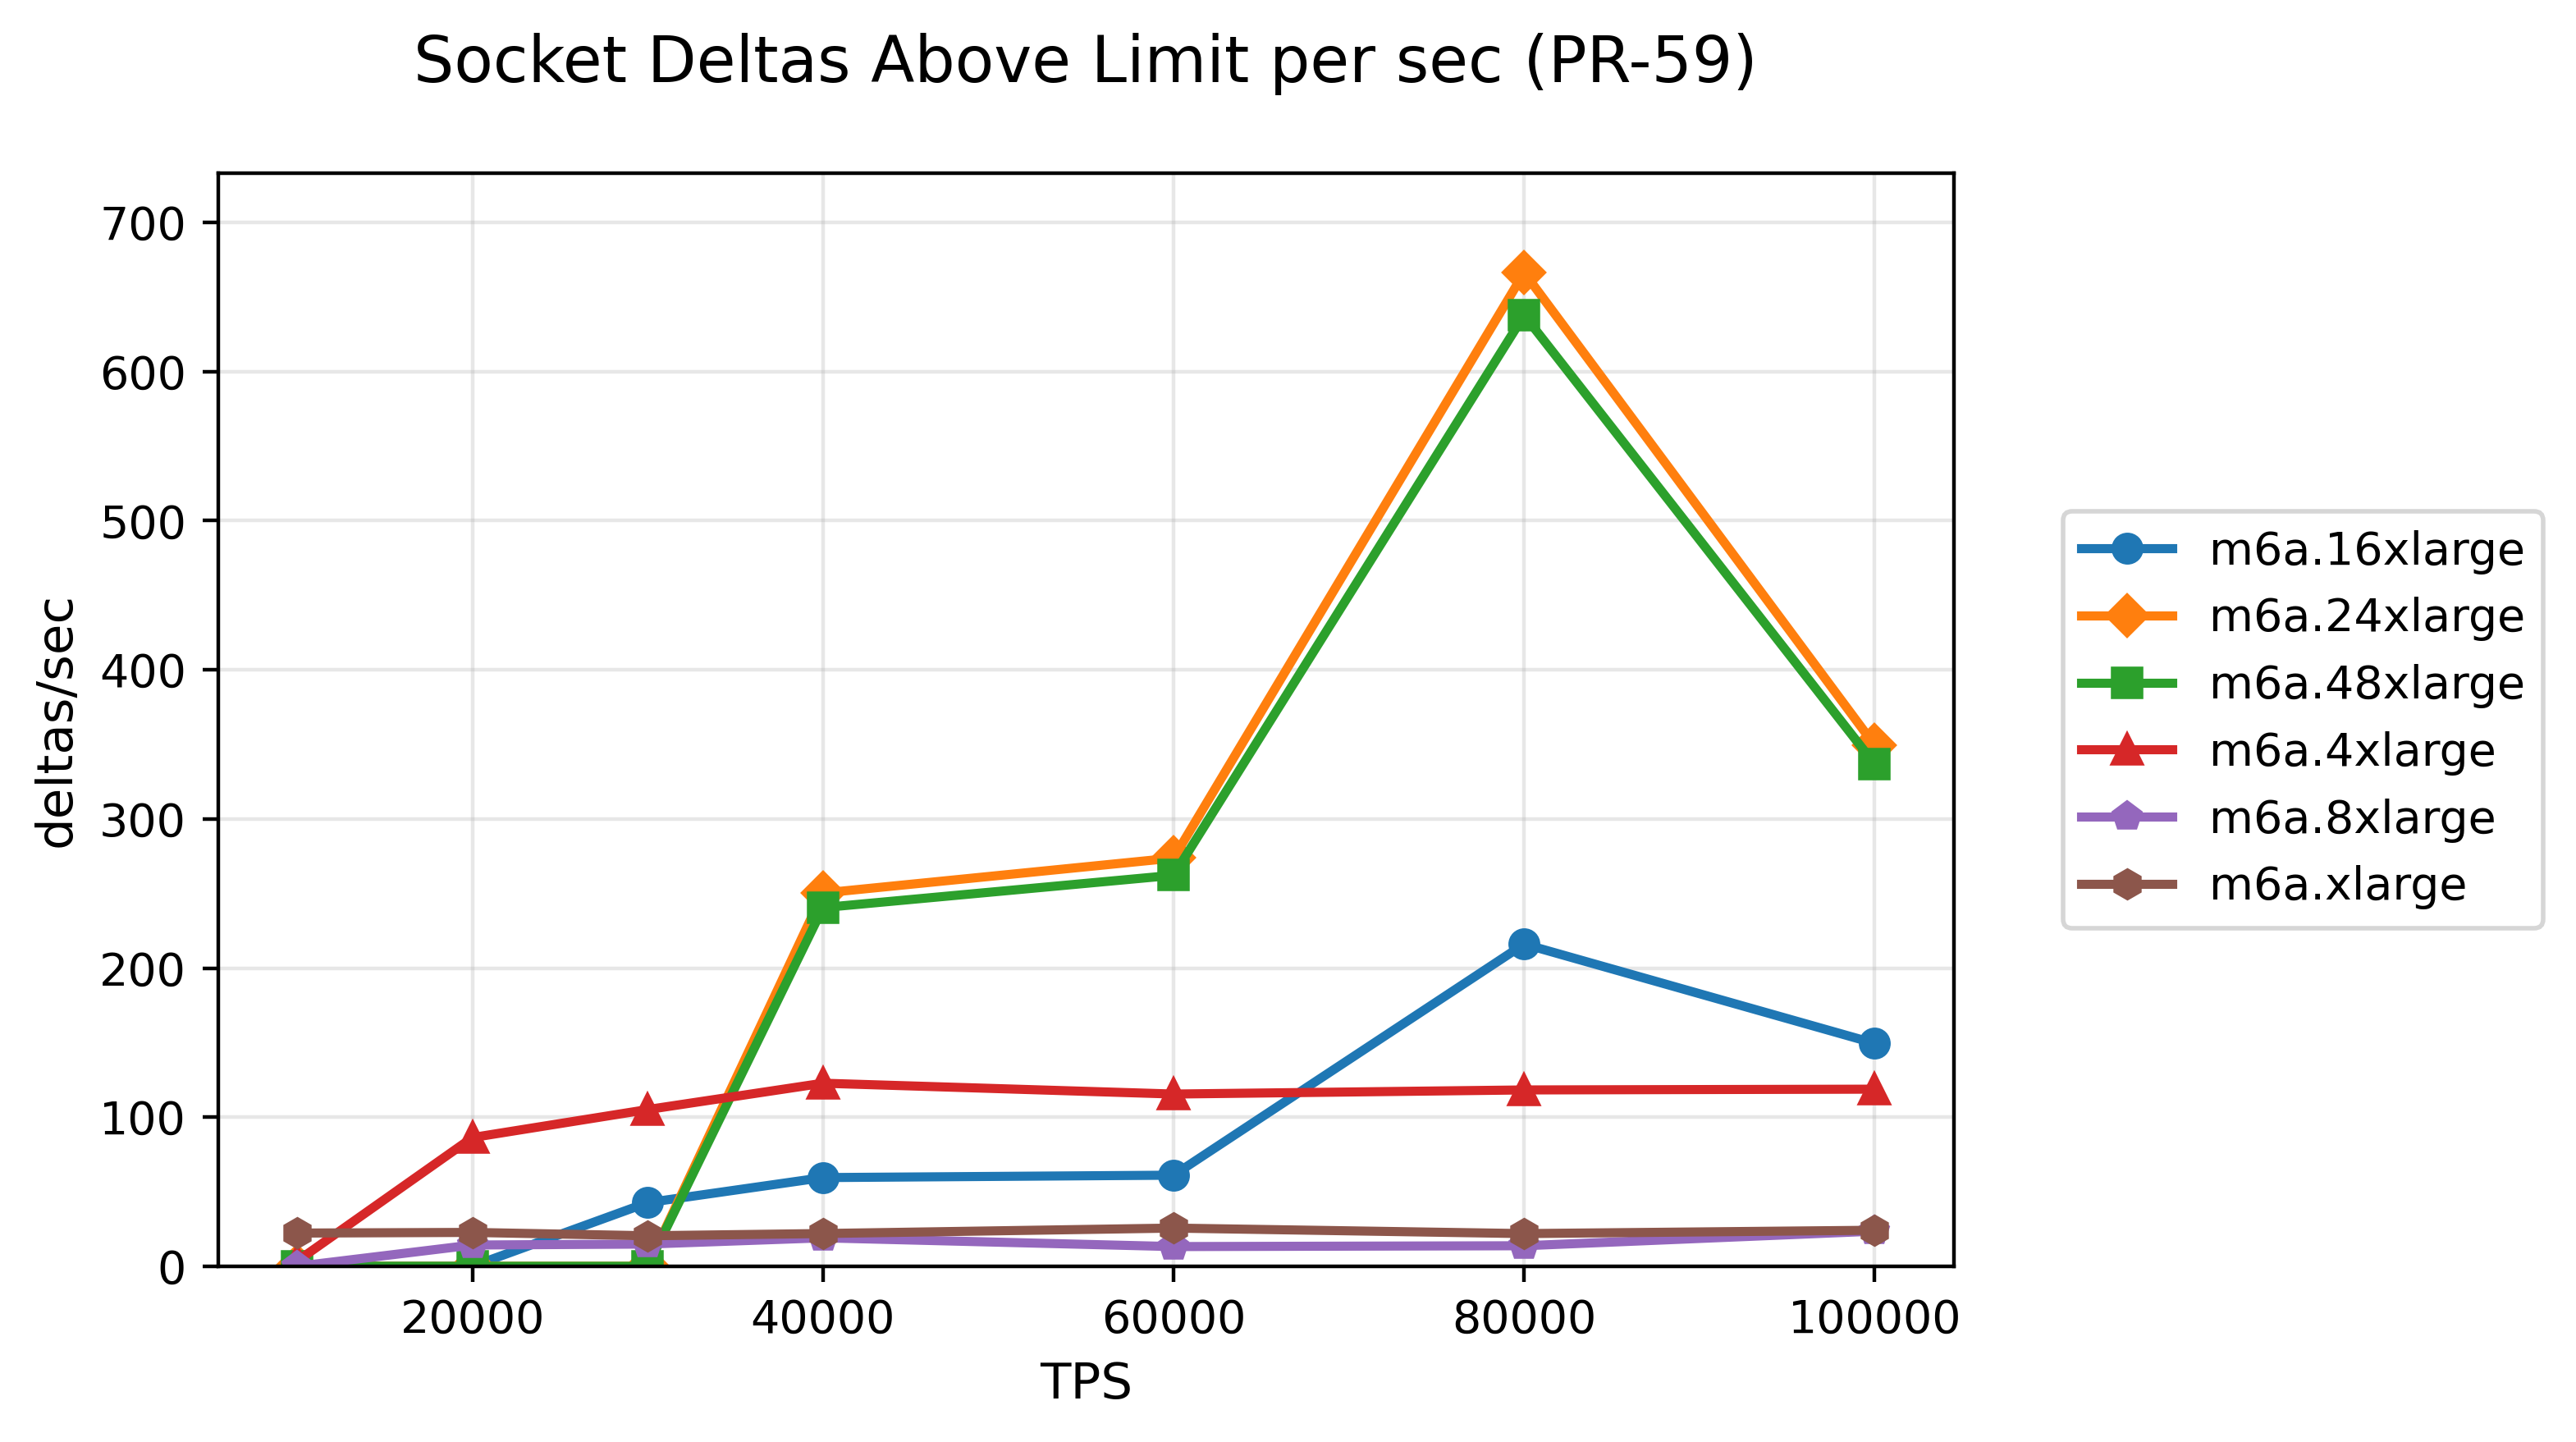 Socket Deltas Above Limit per sec (PR-59)
deltas/sec
700
600
500
400
300
200
100
0
20000 40000 60000 80000 100000
TPS
m6a.16xlarge
m6a.24xlarge
m6a.48xlarge
m6a.4xlarge
m6a.8xlarge
m6a.xlarge